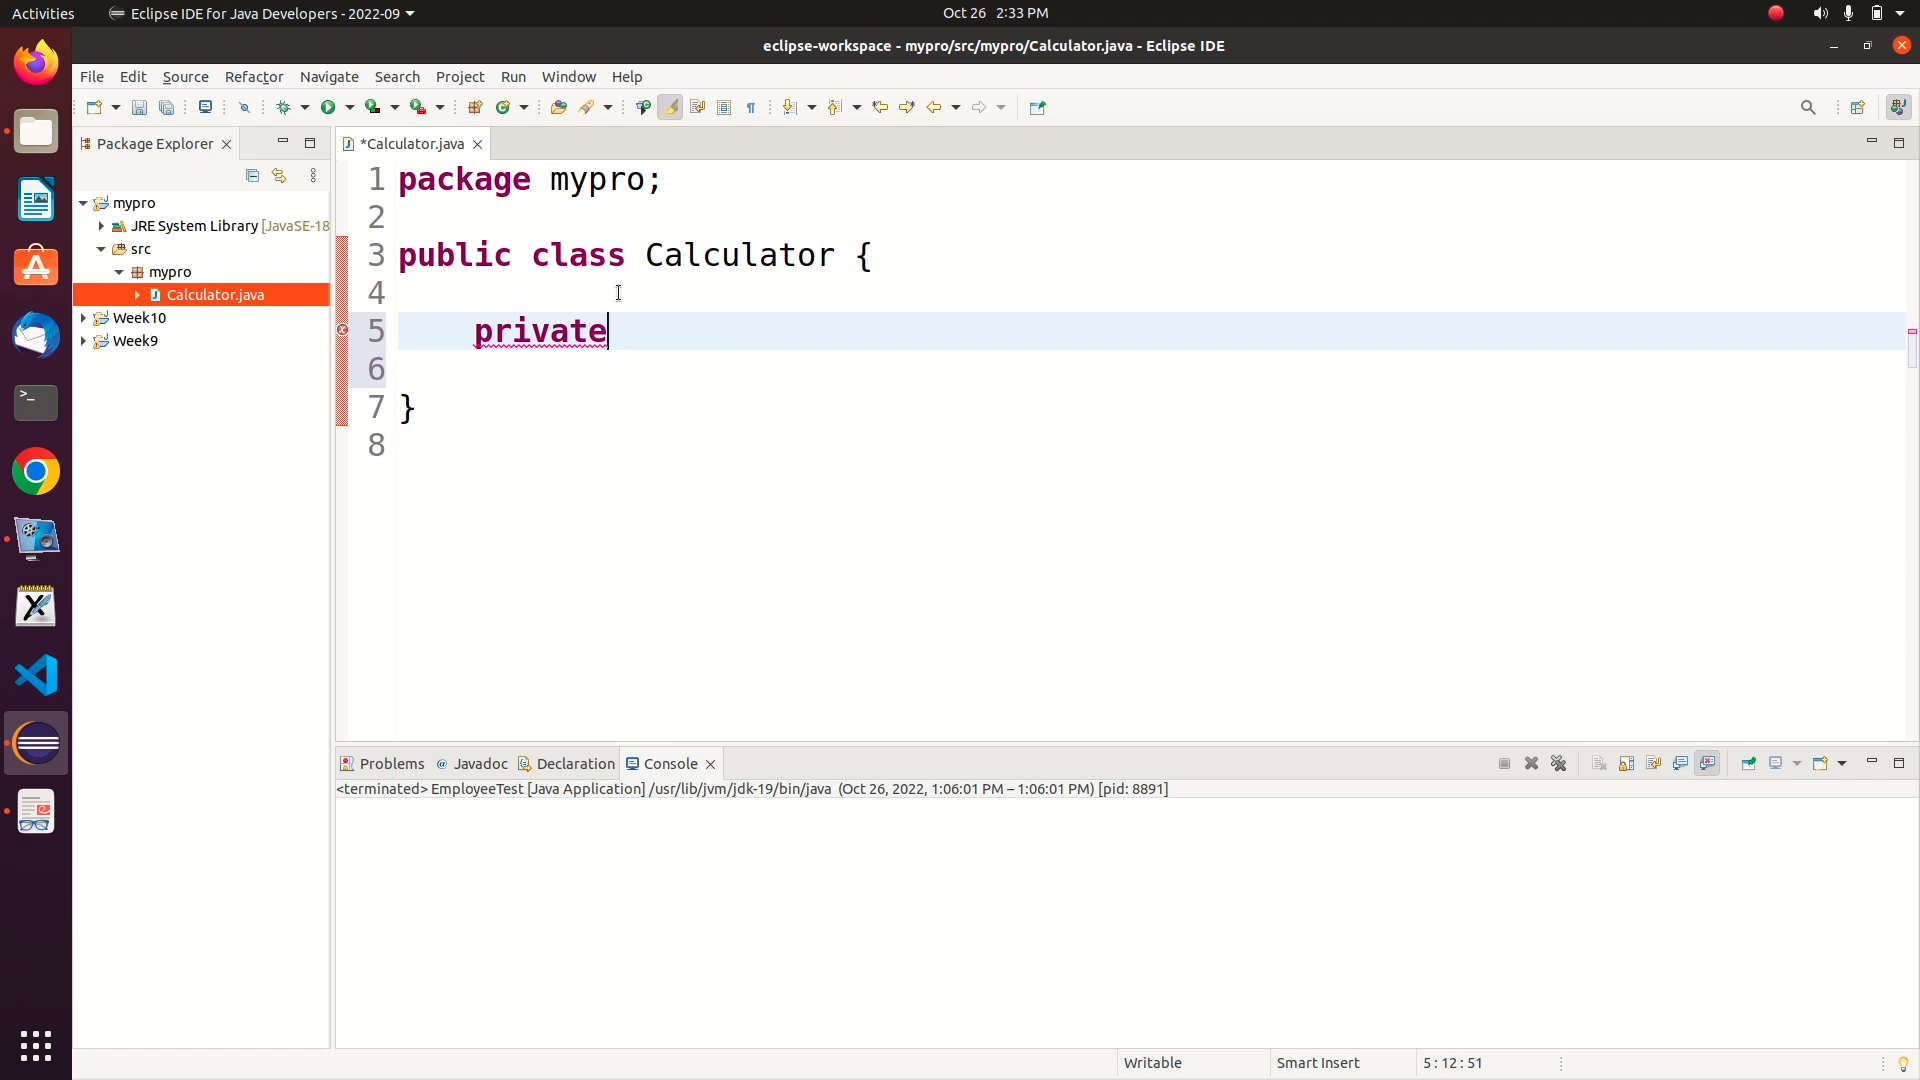 Activities
Eclipse IDE for Java Developers - 2022-09
Oct 26 2:33 PM
eclipse-workspace - mypro/src/mypro/Calculator.java - Eclipse IDE
File Edit Source Refactor Navigate Search Project Run Window Help
Package Explorer
*Calculator.java
mypro
JRE System Library [JavaSE-18
src
mypro
Calculator.java
Week10
Week9
1 package mypro;
2
3 public class Calculator {
4
5 private
6
7 }
8
Problems @ Javadoc Declaration Console
<terminated> EmployeeTest [Java Application] /usr/lib/jvm/jdk-19/bin/java (Oct 26, 2022, 1:06:01 PM – 1:06:01 PM) [pid: 8891]
Writable Smart Insert 5 : 12 : 51